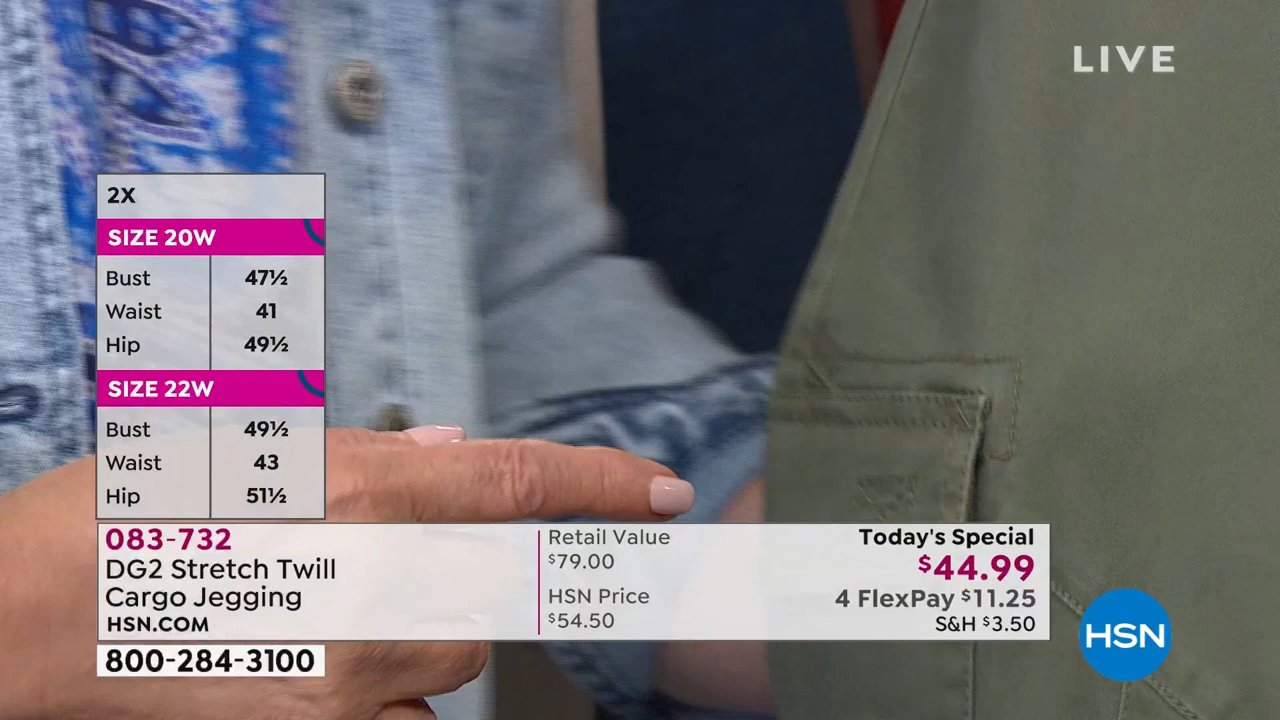 LIVE
2X
SIZE 20W
Bust 47½
Waist 41
Hip 49½
SIZE 22W
Bust 49½
Waist 43
Hip 51½
083-732
DG2 Stretch Twill
Cargo Jegging
HSN.COM
Retail Value
$79.00
HSN Price
$54.50
Today's Special
$44.99
4 FlexPay $11.25
S&H $3.50
800-284-3100
HSN